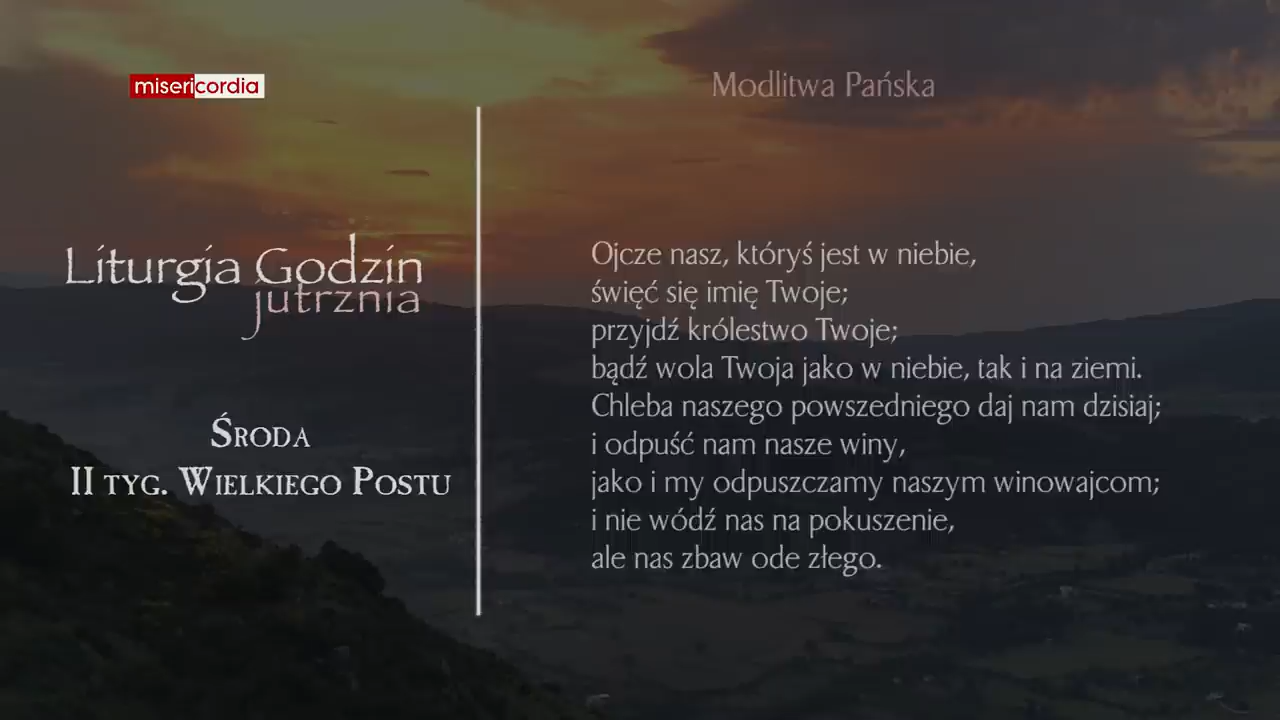 misericordia
Modlitwa Pańska
Liturgia Godzin
jutrznia
Środa
II tyg. Wielkiego Postu
Ojcze nasz, któryś jest w niebie,
święć się imię Twoje;
przyjdź królestwo Twoje;
bądź wola Twoja jako w niebie, tak i na ziemi.
Chleba naszego powszedniego daj nam dzisiaj;
i odpuść nam nasze winy,
jako i my odpuszczamy naszym winowajcom;
i nie wódź nas na pokuszenie,
ale nas zbaw ode złego.